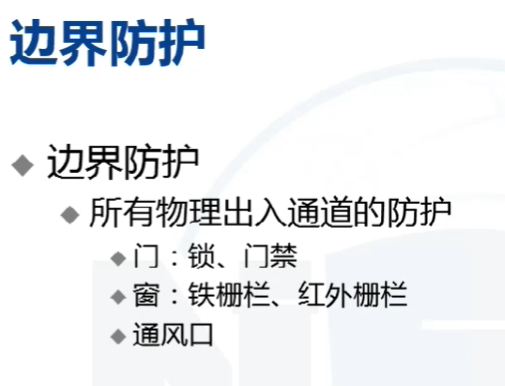 边界防护
边界防护
所有物理出入通道的防护
门：锁、门禁
窗：铁栅栏、红外栅栏
通风口